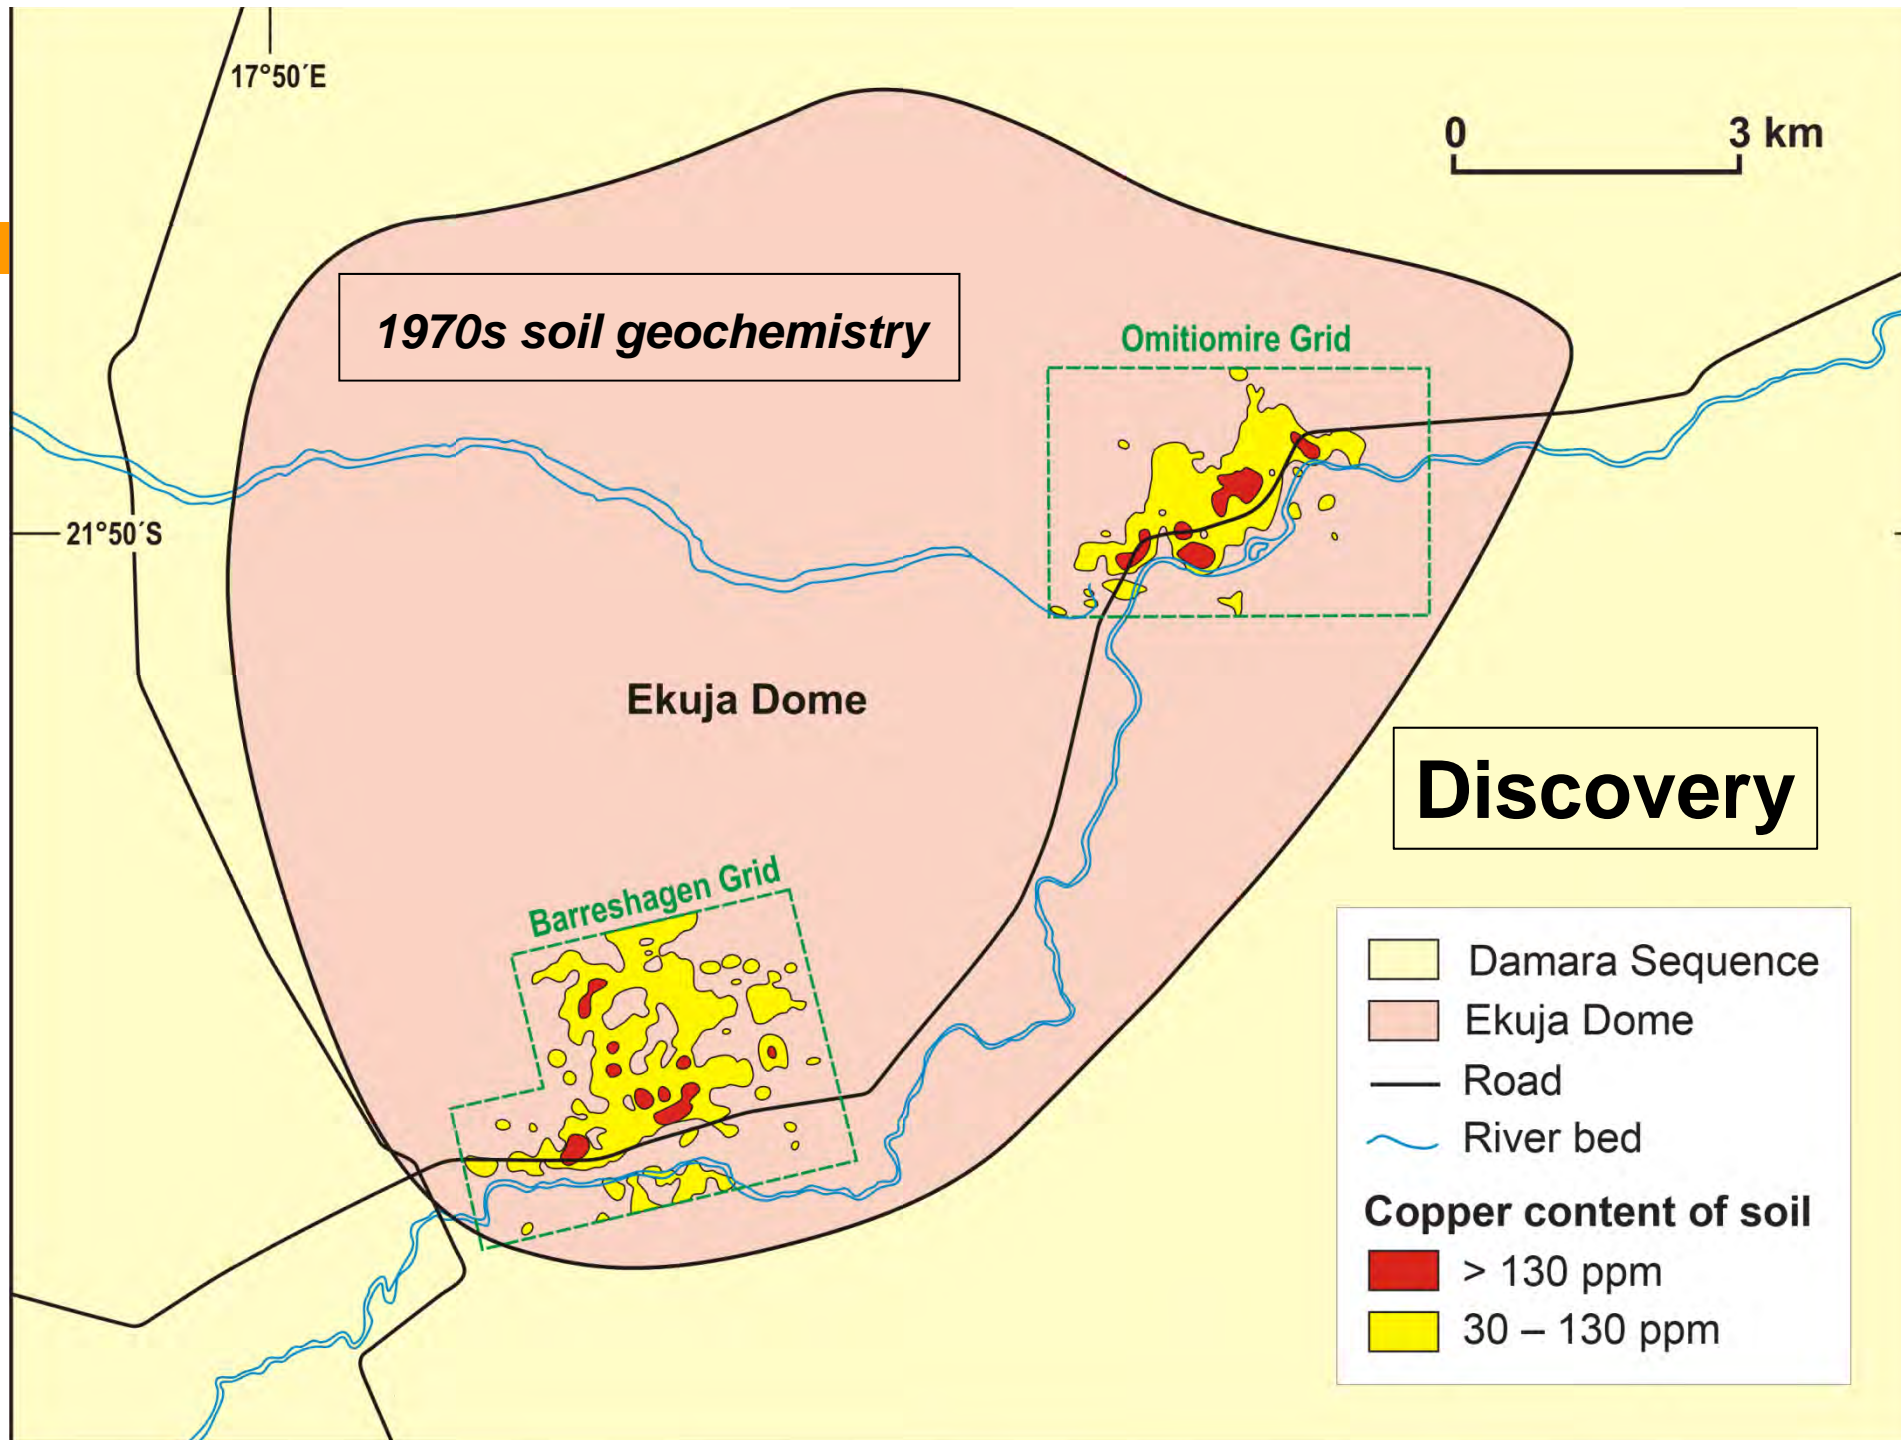 17°50´E
0 3 km
1970s soil geochemistry
Omitiomire Grid
21°50´S
Ekuja Dome
Discovery
Barreshagen Grid
Damara Sequence
Ekuja Dome
Road
River bed
Copper content of soil
> 130 ppm
30 – 130 ppm